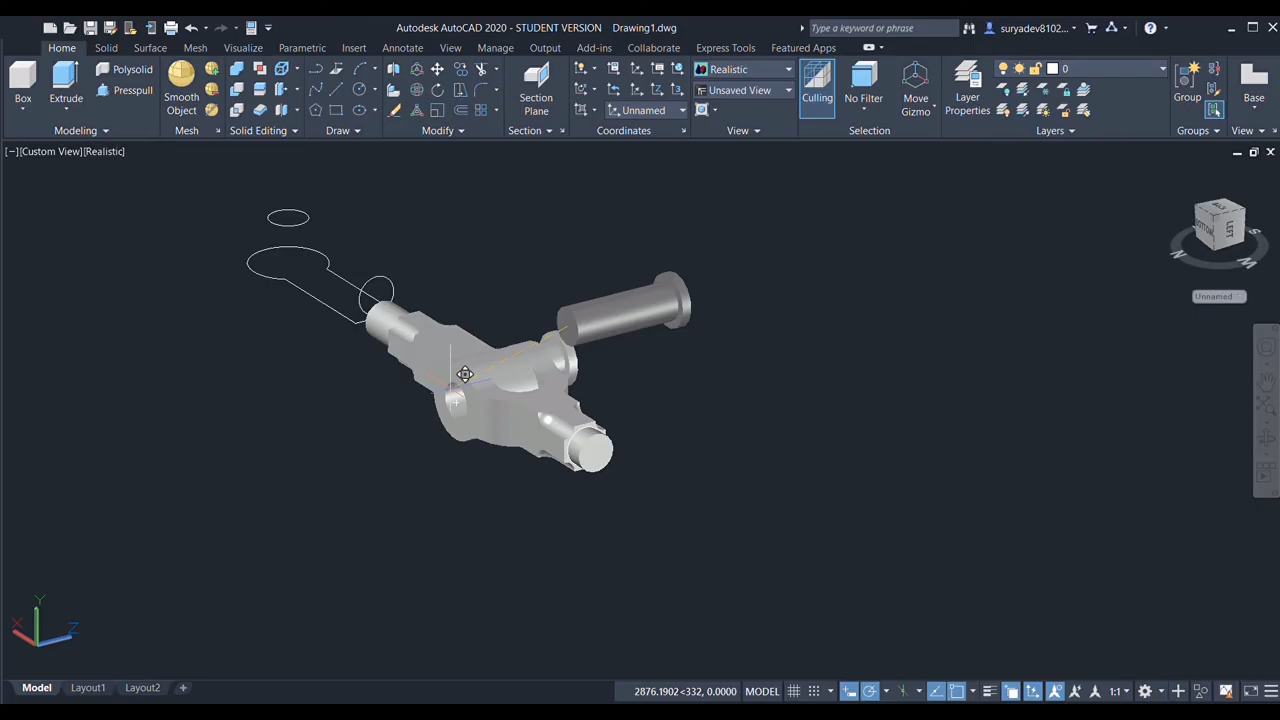 Autodesk AutoCAD 2020 - STUDENT VERSION Drawing1.dwg
Type a keyword or phrase
suryadev8102...
Home Solid Surface Mesh Visualize Parametric Insert Annotate View Manage Output Add-ins Collaborate Express Tools Featured Apps
Box
Extrude
Polysolid
Presspull
Smooth
Object
Section
Plane
Unnamed
Realistic
Unsaved View
Culling
No Filter
Move
Gizmo
Layer
Properties
0
Group
Base
Modeling Mesh Solid Editing Draw Modify Section Coordinates View Selection Layers Groups View
[−][Custom View][Realistic]
BACK
BOTTOM
LEFT
N
S
Unnamed
Y
X
Z
Model Layout1 Layout2 +
2876.1902<332, 0.0000 MODEL 1:1